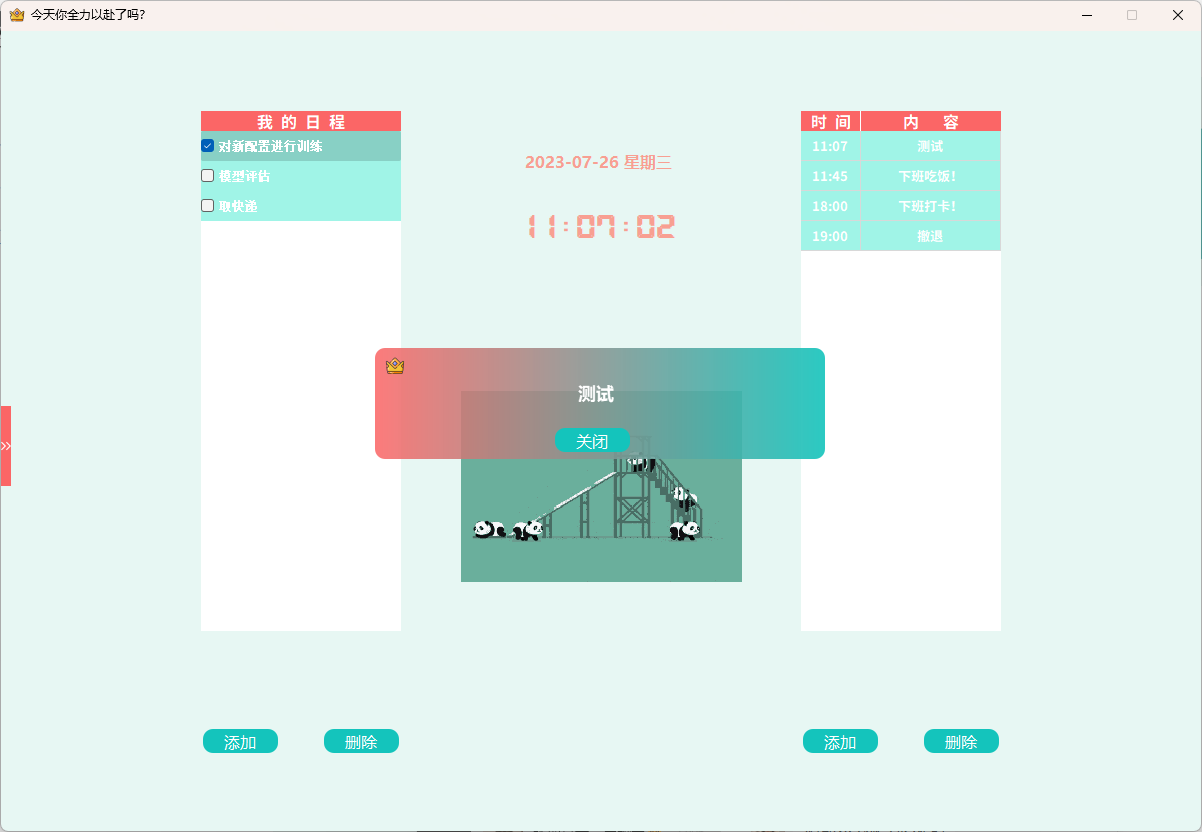 今天你全力以赴了吗?
我 的 日 程
对新配置进行训练
模型评估
取快递
2023-07-26 星期三
11:07:02
时 间 内 容
11:07 测试
11:45 下班吃饭!
18:00 下班打卡!
19:00 撤退
测试
关闭
添加 删除
添加 删除